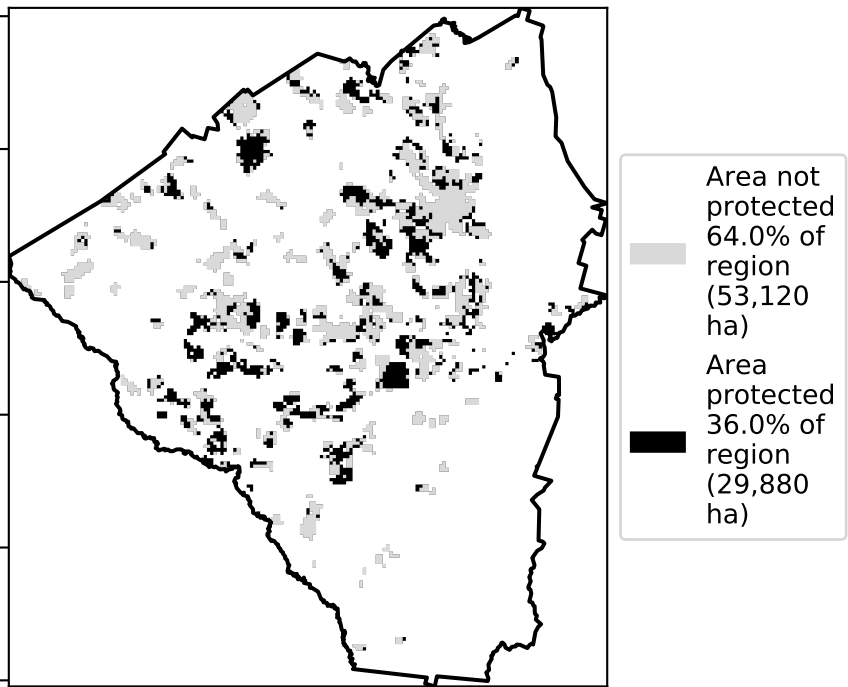 Area not
protected
64.0% of
region
(53,120
ha)
Area
protected
36.0% of
region
(29,880
ha)